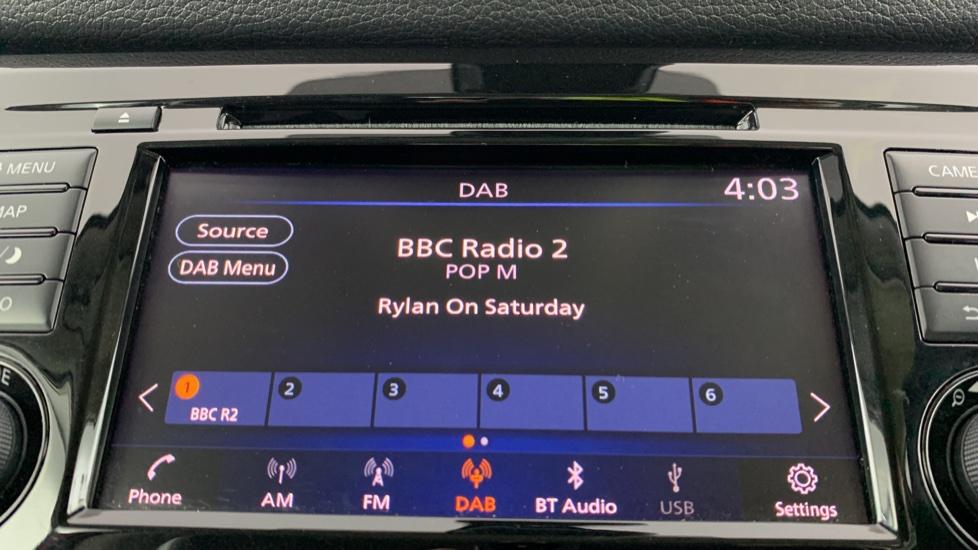 MENU
MAP
DAB
4:03
Source
BBC Radio 2
DAB Menu
POP M
Rylan On Saturday
1
2
3
4
5
6
BBC R2
Phone
AM
FM
DAB
BT Audio
USB
Settings